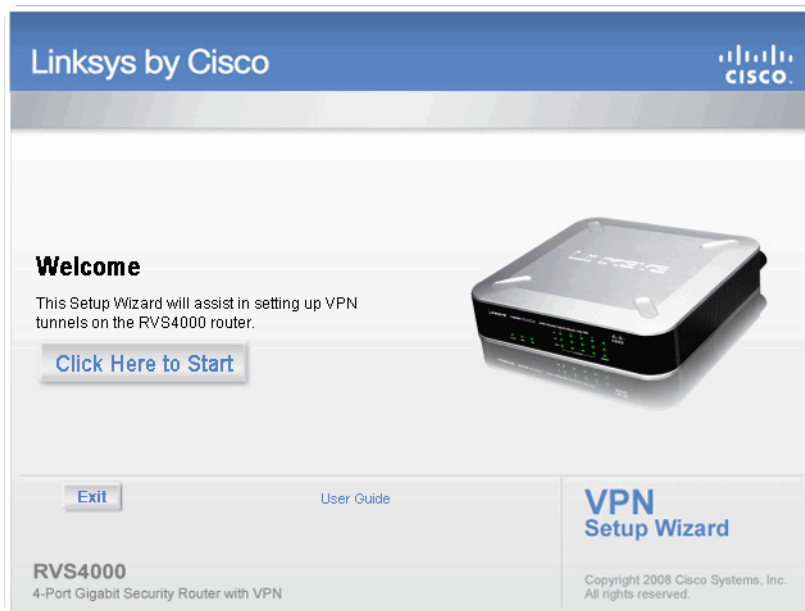 Linksys by Cisco
CISCO.
Welcome
This Setup Wizard will assist in setting up VPN
tunnels on the RVS4000 router.
Click Here to Start
LINKSYS
Exit
User Guide
VPN
Setup Wizard
RVS4000
4-Port Gigabit Security Router with VPN
Copyright 2008 Cisco Systems, Inc.
All rights reserved.